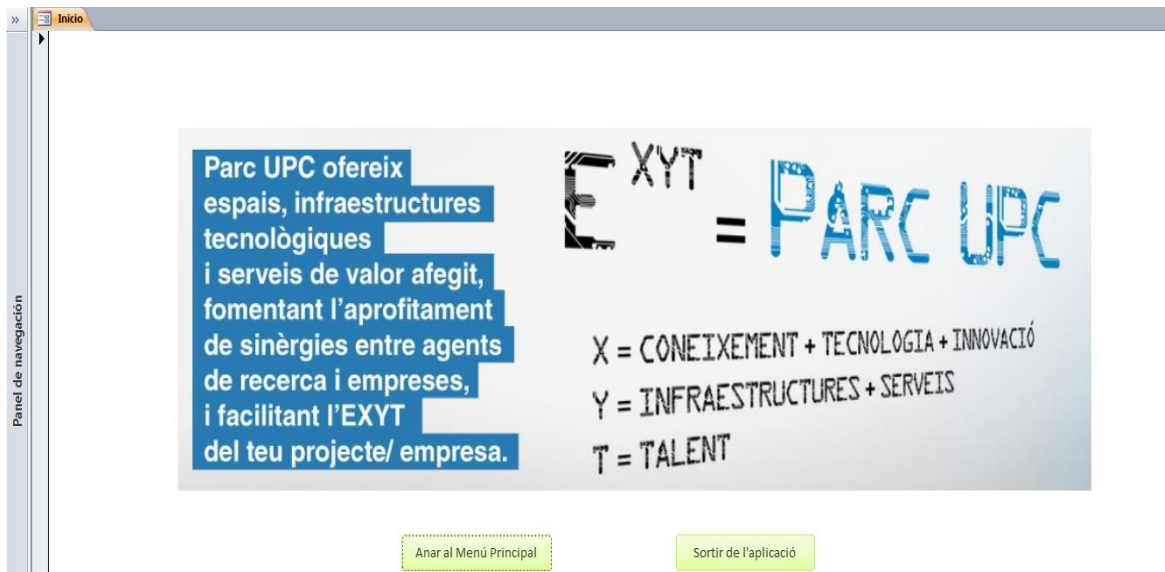 »
Inicio
Panel de navegación
Parc UPC ofereix
espais, infraestructures
tecnològiques
i serveis de valor afegit,
fomentant l'aprofitament
de sinèrgies entre agents
de recerca i empreses,
i facilitant l'EXYT
del teu projecte/ empresa.
E XYT = PARC UPC
X = CONEIXEMENT + TECNOLOGIA + INNOVACIÓ
Y = INFRAESTRUCTURES + SERVEIS
T = TALENT
Anar al Menú Principal
Sortir de l'aplicació